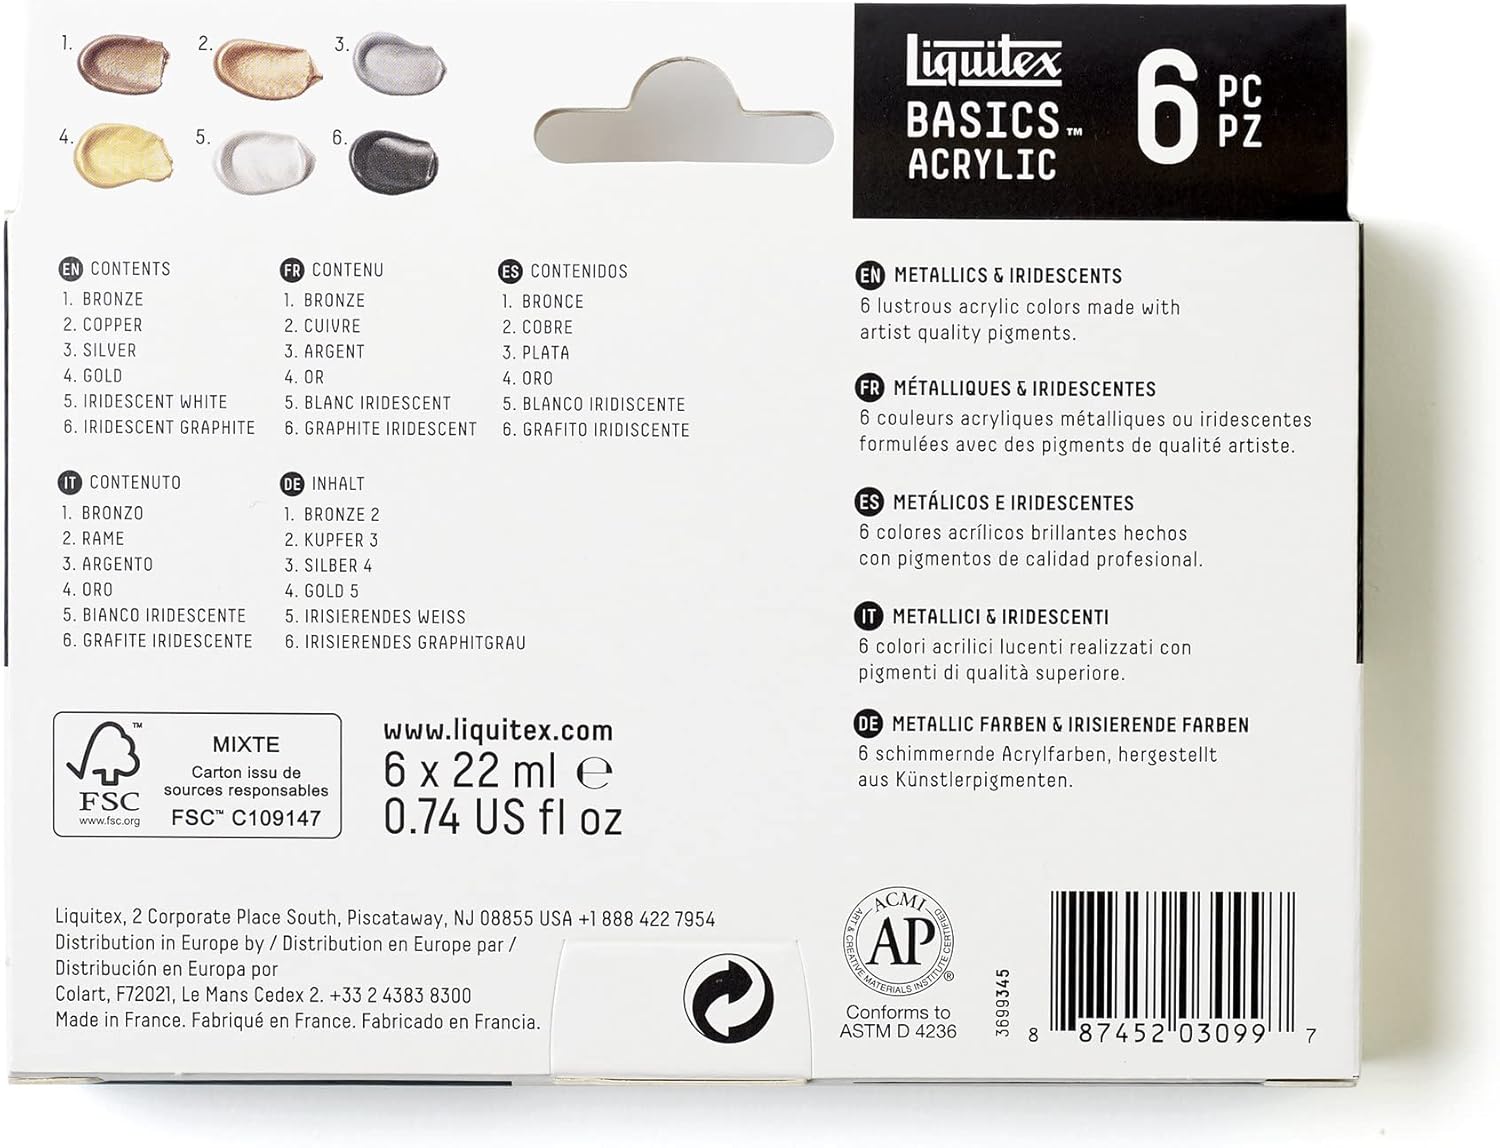 1.
2.
3.
4.
5.
6.
Liquitex
BASICS™
ACRYLIC
6 PC
PZ
EN CONTENTS
1. BRONZE
2. COPPER
3. SILVER
4. GOLD
5. IRIDESCENT WHITE
6. IRIDESCENT GRAPHITE
FR CONTENU
1. BRONZE
2. CUIVRE
3. ARGENT
4. OR
5. BLANC IRIDESCENT
6. GRAPHITE IRIDESCENT
ES CONTENIDOS
1. BRONCE
2. COBRE
3. PLATA
4. ORO
5. BLANCO IRIDISCENTE
6. GRAFITO IRIDISCENTE
IT CONTENUTO
1. BRONZO
2. RAME
3. ARGENTO
4. ORO
5. BIANCO IRIDESCENTE
6. GRAFITE IRIDESCENTE
DE INHALT
1. BRONZE 2
2. KUPFER 3
3. SILBER 4
4. GOLD 5
5. IRISIERENDES WEISS
6. IRISIERENDES GRAPHITGRAU
EN METALLICS & IRIDESCENTS
6 lustrous acrylic colors made with
artist quality pigments.
FR MÉTALLIQUES & IRIDESCENTES
6 couleurs acryliques métalliques ou iridescentes
formulées avec des pigments de qualité artiste.
ES METÁLICOS E IRIDESCENTES
6 colores acrílicos brillantes hechos
con pigmentos de calidad profesional.
IT METALLICI & IRIDESCENTI
6 colori acrilici lucenti realizzati con
pigmenti di qualità superiore.
DE METALLIC FARBEN & IRISIERENDE FARBEN
6 schimmernde Acrylfarben, hergestellt
aus Künstlerpigmenten.
™
FSC
www.fsc.org
MIXTE
Carton issu de
sources responsables
FSC™ C109147
www.liquitex.com
6 x 22 ml ℮
0.74 US fl oz
Liquitex, 2 Corporate Place South, Piscataway, NJ 08855 USA +1 888 422 7954
Distribution in Europe by / Distribution en Europe par /
Distribución en Europa por
Colart, F72021, Le Mans Cedex 2. +33 2 4383 8300
Made in France. Fabriqué en France. Fabricado en Francia.
ACMI
AP
ART & CREATIVE MATERIALS INSTITUTE CERTIFIED
®
Conforms to
ASTM D 4236
3699345
8 87452 03099 7